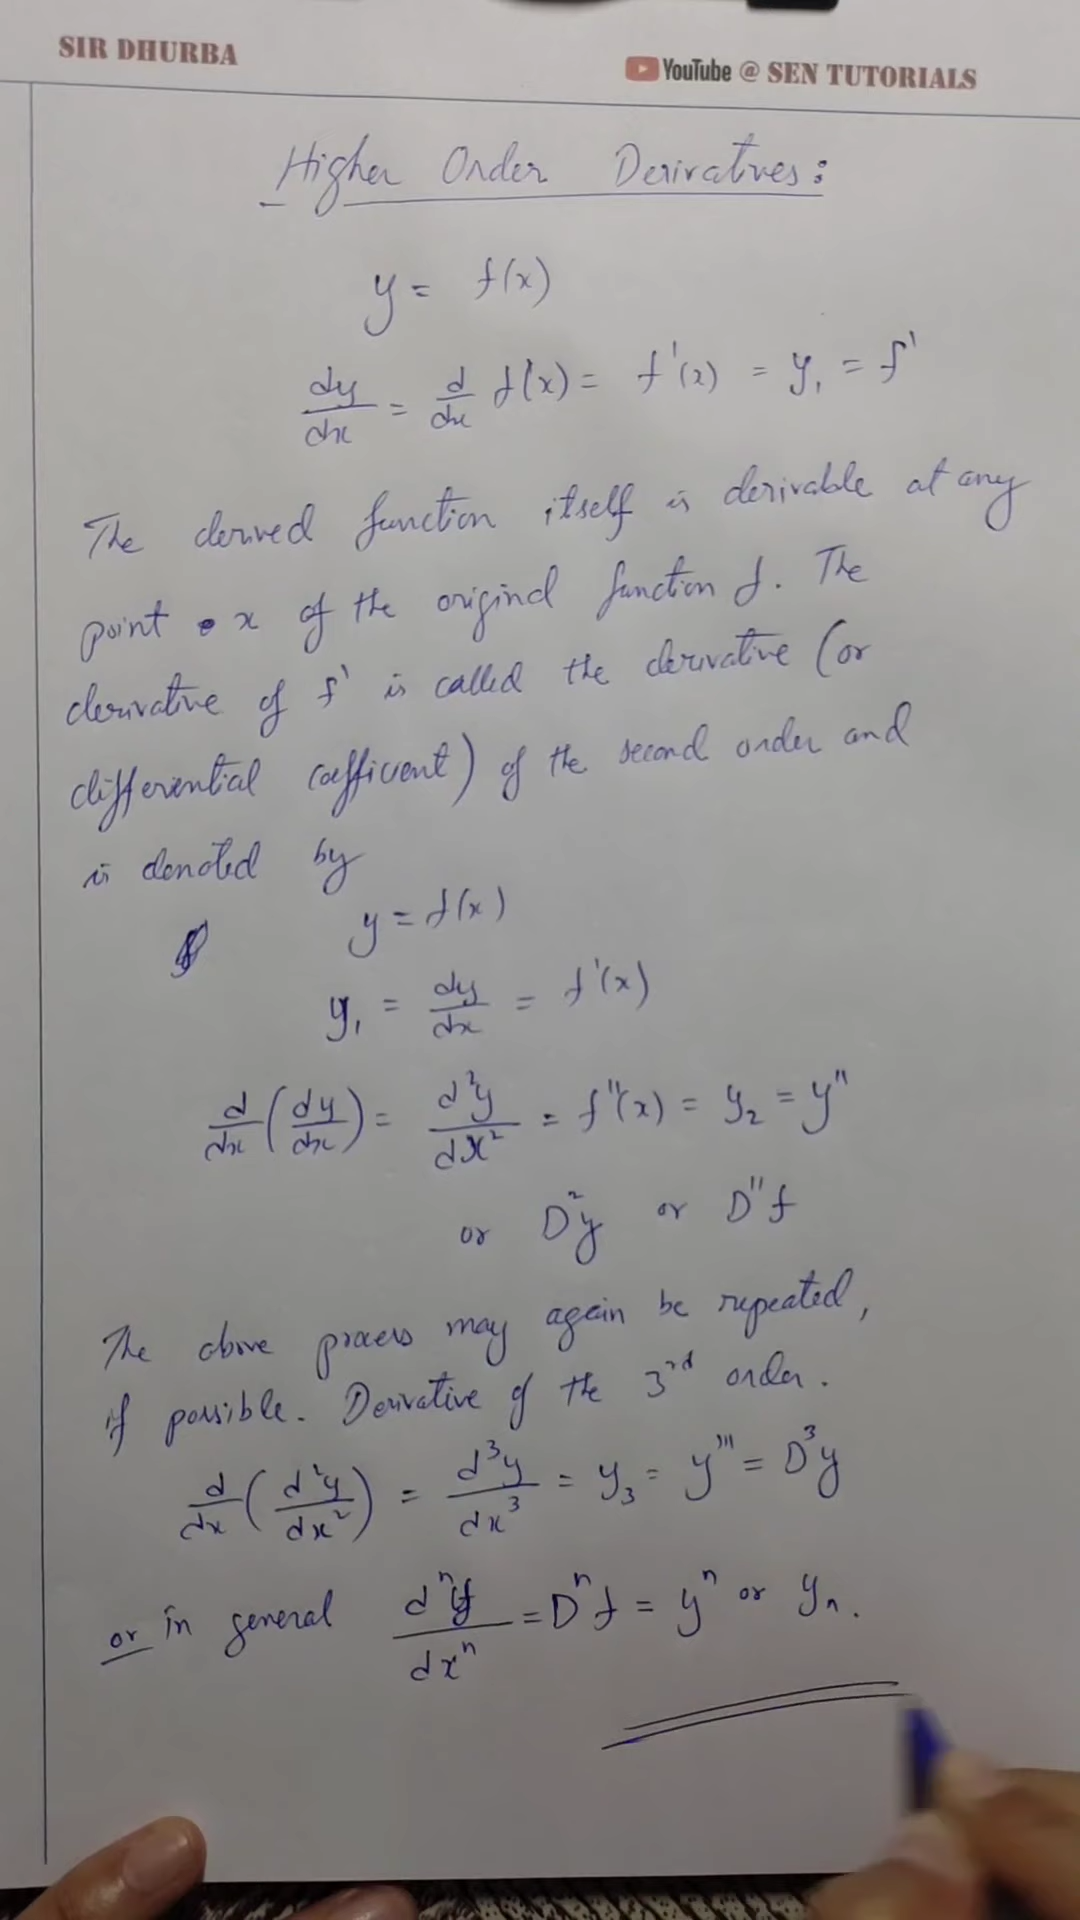 SIR DHURBA
YouTube @ SEN TUTORIALS
Higher Order Derivatives:
y = f(x)
dy/dx = d/dx f(x) = f'(x) = y₁ = f'
The derived function itself is derivable at any
point x of the original function f. The
derivative of f' is called the derivative (or
differential coefficient) of the second order and
is denoted by
y = f(x)
y₁ = dy/dx = f'(x)
d/dx (dy/dx) = d²y/dx² = f''(x) = y₂ = y''
or D²y or D''f
The above process may again be repeated,
if possible. Derivative of the 3rd order.
d/dx (d²y/dx²) = d³y/dx³ = y₃ = y''' = D³y
or in general dⁿy/dxⁿ = Dⁿf = yⁿ or yₙ.